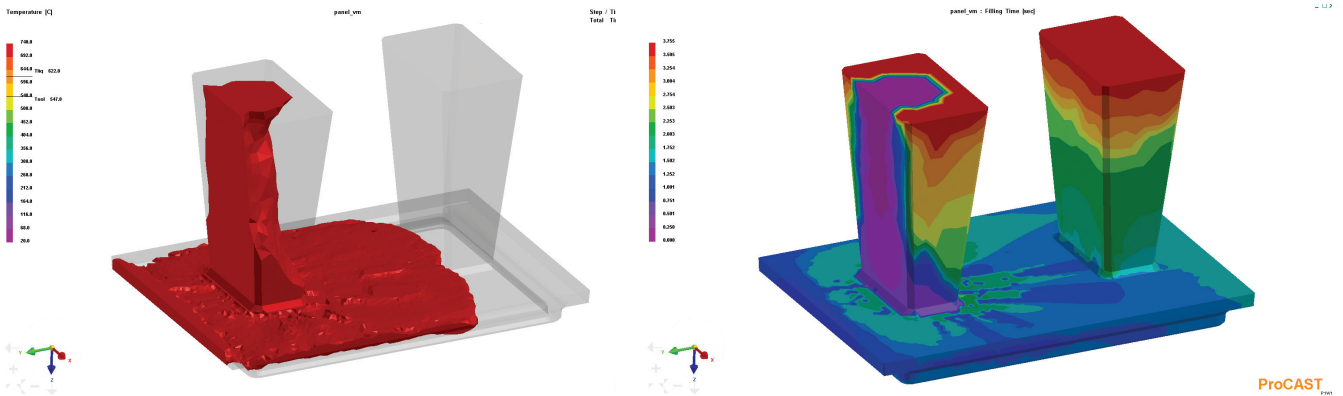 Temperature [C]
panel_vm
Step / Ti
Total Ti
740.0
692.0
644.0
Tliq 622.0
596.0
548.0
Tsol 547.0
500.0
452.0
404.0
356.0
308.0
260.0
212.0
164.0
116.0
68.0
20.0
Y
X
Z
panel_vm : Filling Time [sec]
3.755
3.505
3.254
3.004
2.754
2.503
2.253
2.003
1.752
1.502
1.252
1.001
0.751
0.501
0.250
0.000
Y
X
Z
ProCAST